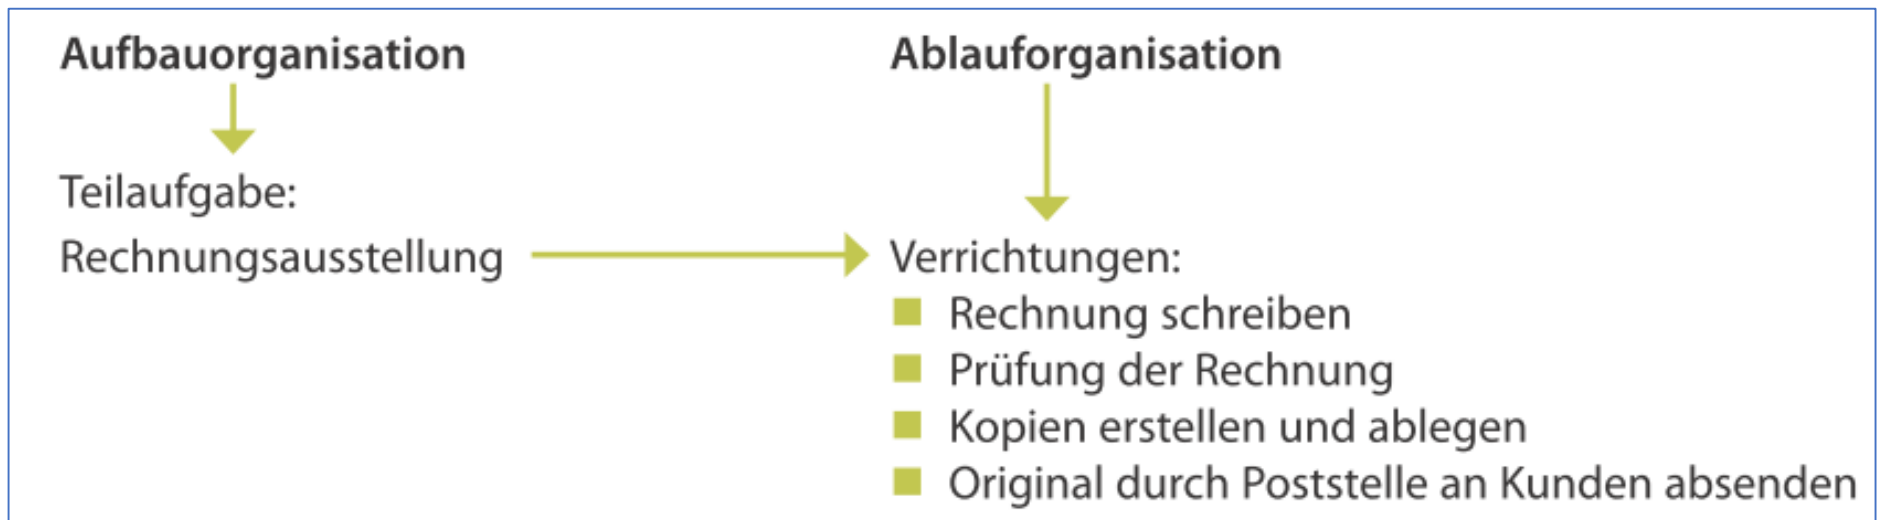 Aufbauorganisation
Teilaufgabe:
Rechnungsausstellung
Ablauforganisation
Verrichtungen:
Rechnung schreiben
Prüfung der Rechnung
Kopien erstellen und ablegen
Original durch Poststelle an Kunden absenden